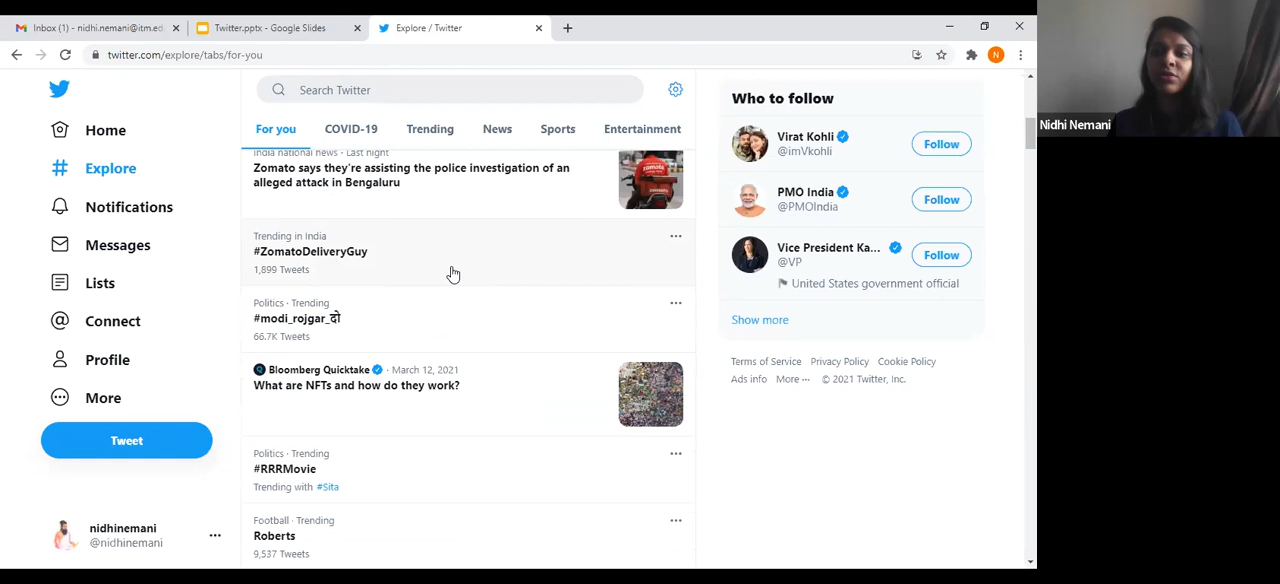 Inbox (1) - nidhi.nemani@itm.ed
Twitter.pptx - Google Slides
Explore / Twitter
twitter.com/explore/tabs/for-you
N
Home
Explore
Notifications
Messages
Lists
Connect
Profile
More
Tweet
nidhinemani
@nidhinemani
Search Twitter
For you
COVID-19
Trending
News
Sports
Entertainment
India national news · Last night
Zomato says they're assisting the police investigation of an
alleged attack in Bengaluru
zomato
Trending in India
#ZomatoDeliveryGuy
1,899 Tweets
Politics · Trending
#modi_rojgar_दो
66.7K Tweets
Bloomberg Quicktake · March 12, 2021
What are NFTs and how do they work?
Politics · Trending
#RRRMovie
Trending with #Sita
Football · Trending
Roberts
9,537 Tweets
Who to follow
Virat Kohli
@imVkohli
Follow
PMO India
@PMOIndia
Follow
Vice President Ka...
@VP
Follow
United States government official
Show more
Terms of Service Privacy Policy Cookie Policy
Ads info More ··· © 2021 Twitter, Inc.
Nidhi Nemani